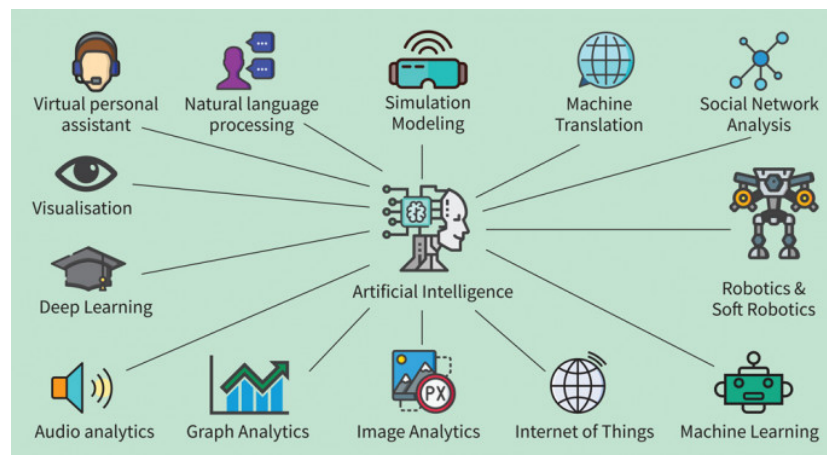 Virtual personal
assistant
Natural language
processing
Simulation
Modeling
Machine
Translation
Social Network
Analysis
Visualisation
Deep Learning
Artificial Intelligence
Robotics &
Soft Robotics
Audio analytics
Graph Analytics
PX
Image Analytics
Internet of Things
Machine Learning